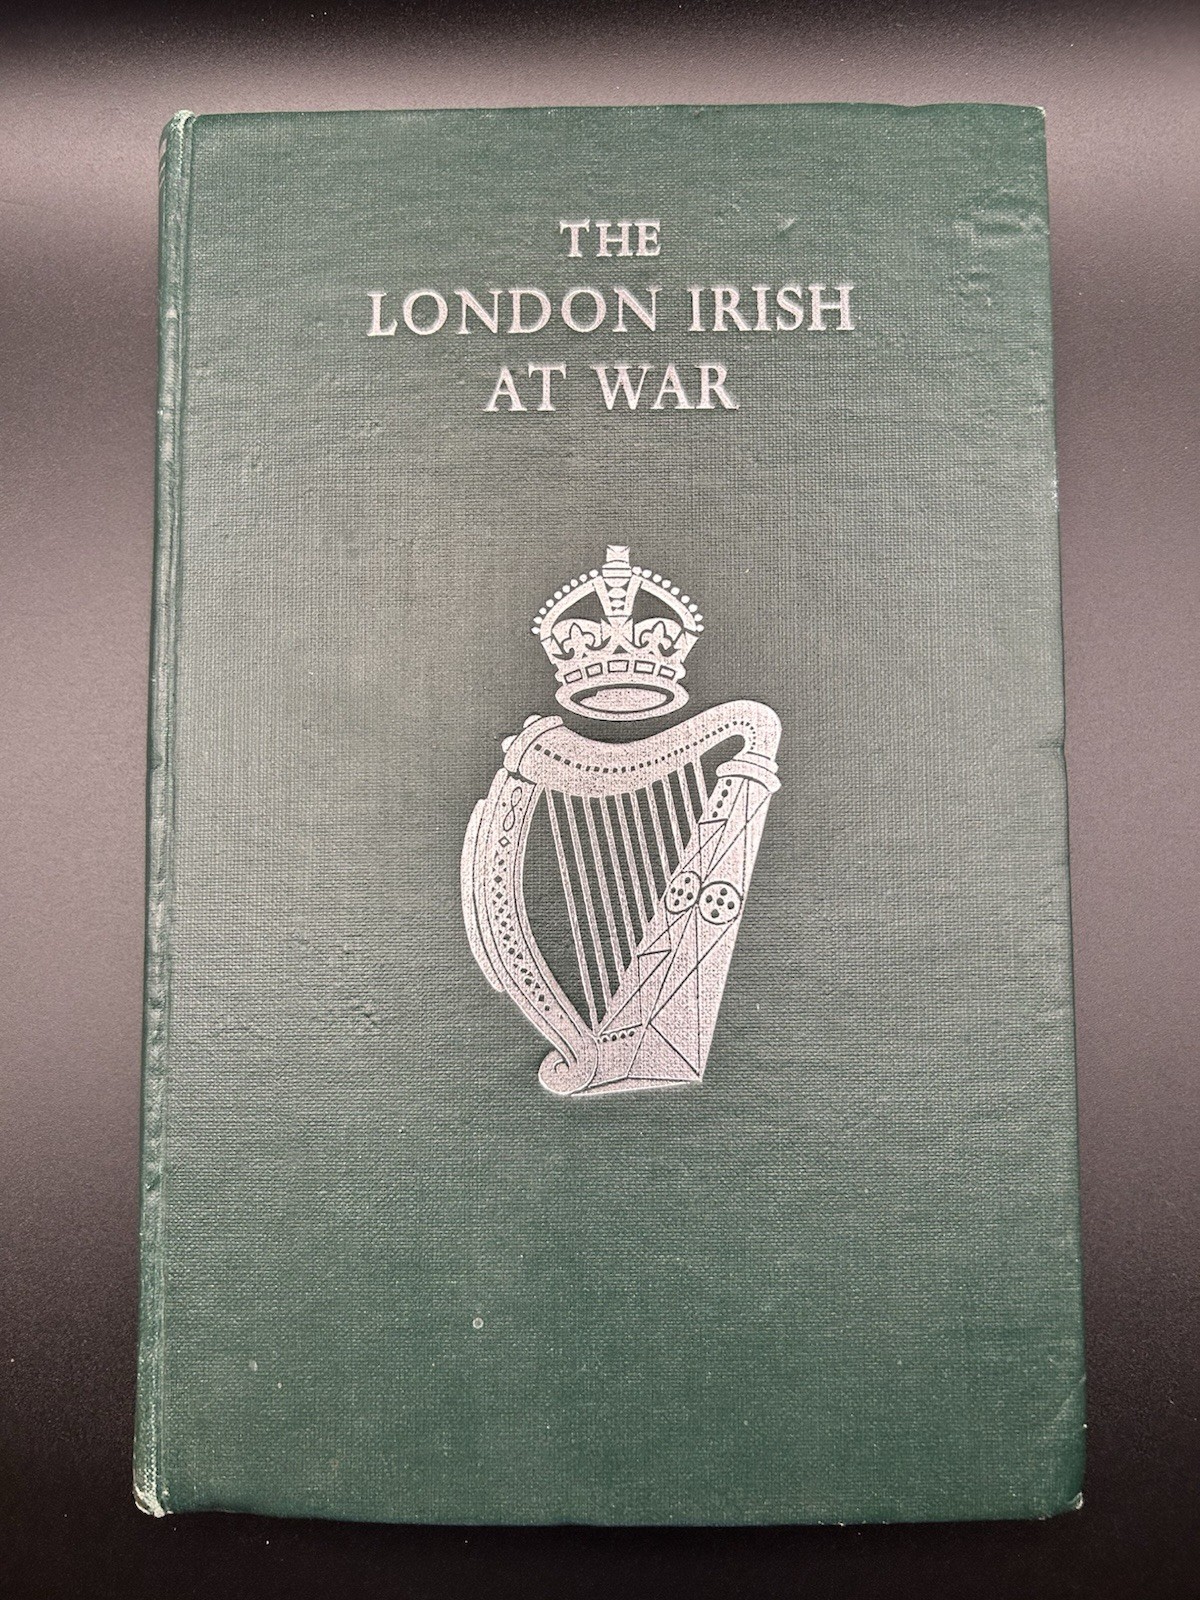 THE
LONDON IRISH
AT WAR